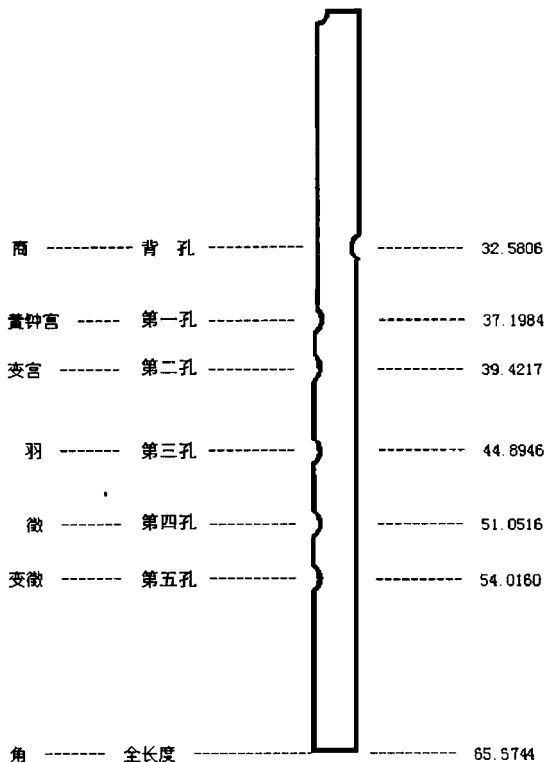 商 背 孔 32.5806
黄钟宫 第一孔 37.1984
变宫 第二孔 39.4217
羽 第三孔 44.8946
徵 第四孔 51.0516
变徵 第五孔 54.0160
角 全长度 65.5744